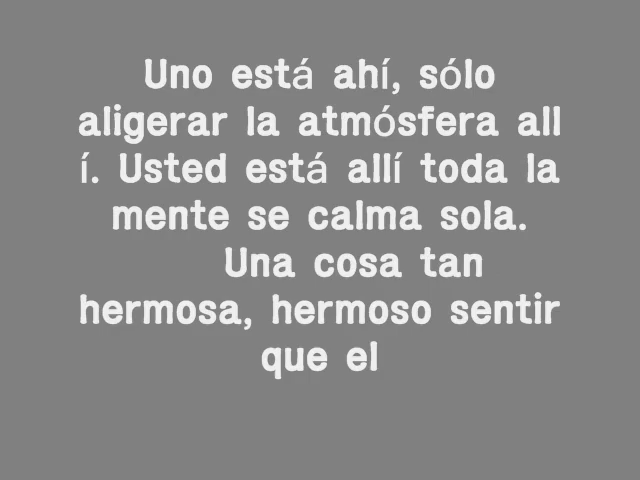 Uno está ahí, sólo
aligerar la atmósfera all
í. Usted está allí toda la
mente se calma sola.
Una cosa tan
hermosa, hermoso sentir
que el